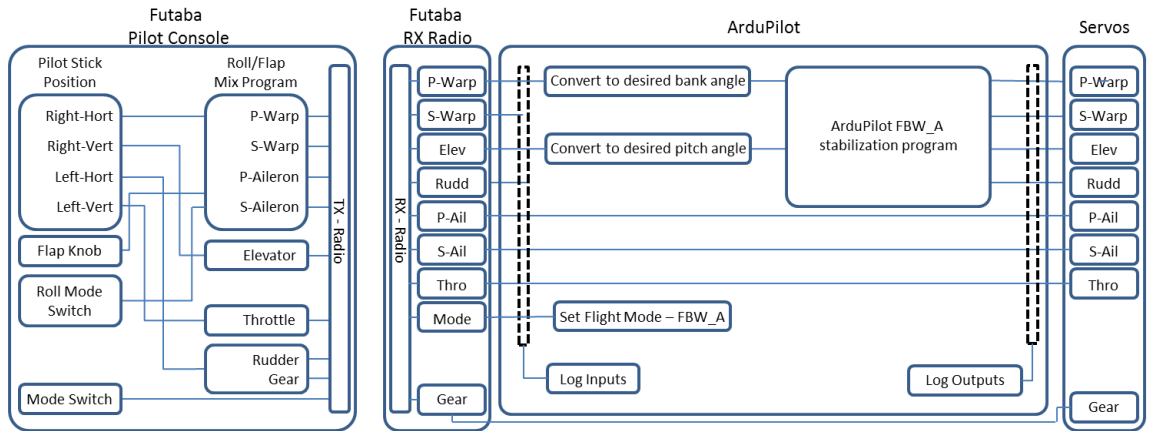 Futaba
Pilot Console
Futaba
RX Radio
ArduPilot
Servos
Pilot Stick
Position
Roll/Flap
Mix Program
Right-Hort
Right-Vert
Left-Hort
Left-Vert
Flap Knob
Roll Mode
Switch
Mode Switch
P-Warp
S-Warp
P-Aileron
S-Aileron
Elevator
Throttle
Rudder
Gear
TX - Radio
RX - Radio
P-Warp
S-Warp
Elev
Rudd
P-Ail
S-Ail
Thro
Mode
Gear
Convert to desired bank angle
Convert to desired pitch angle
Set Flight Mode – FBW_A
Log Inputs
ArduPilot FBW_A
stabilization program
Log Outputs
P-Warp
S-Warp
Elev
Rudd
P-Ail
S-Ail
Thro
Gear